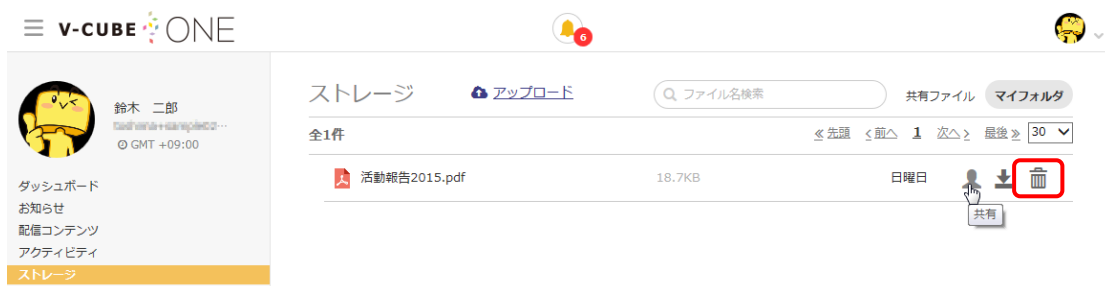 V-CUBE ONE
6
鈴木 二郎
GMT +09:00
ダッシュボード
お知らせ
配信コンテンツ
アクティビティ
ストレージ
ストレージ アップロード ファイル名検索 共有ファイル マイフォルダ
全1件 ≪先頭 <前へ 1 次へ> 最後≫ 30
活動報告2015.pdf 18.7KB 日曜日
共有